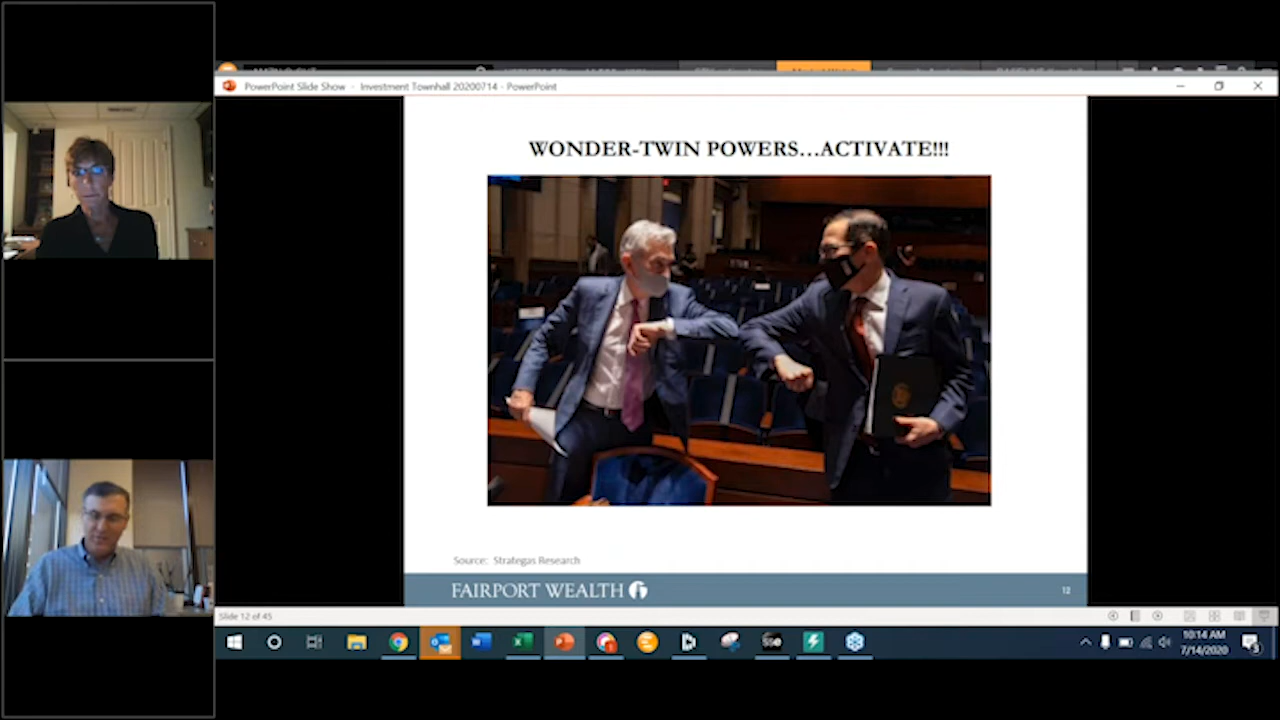 PowerPoint Slide Show - Investment Townhall 20200714 - PowerPoint
WONDER-TWIN POWERS...ACTIVATE!!!
Source: Strategas Research
FAIRPORT WEALTH
12
Slide 12 of 45
10:14 AM
7/14/2020
3